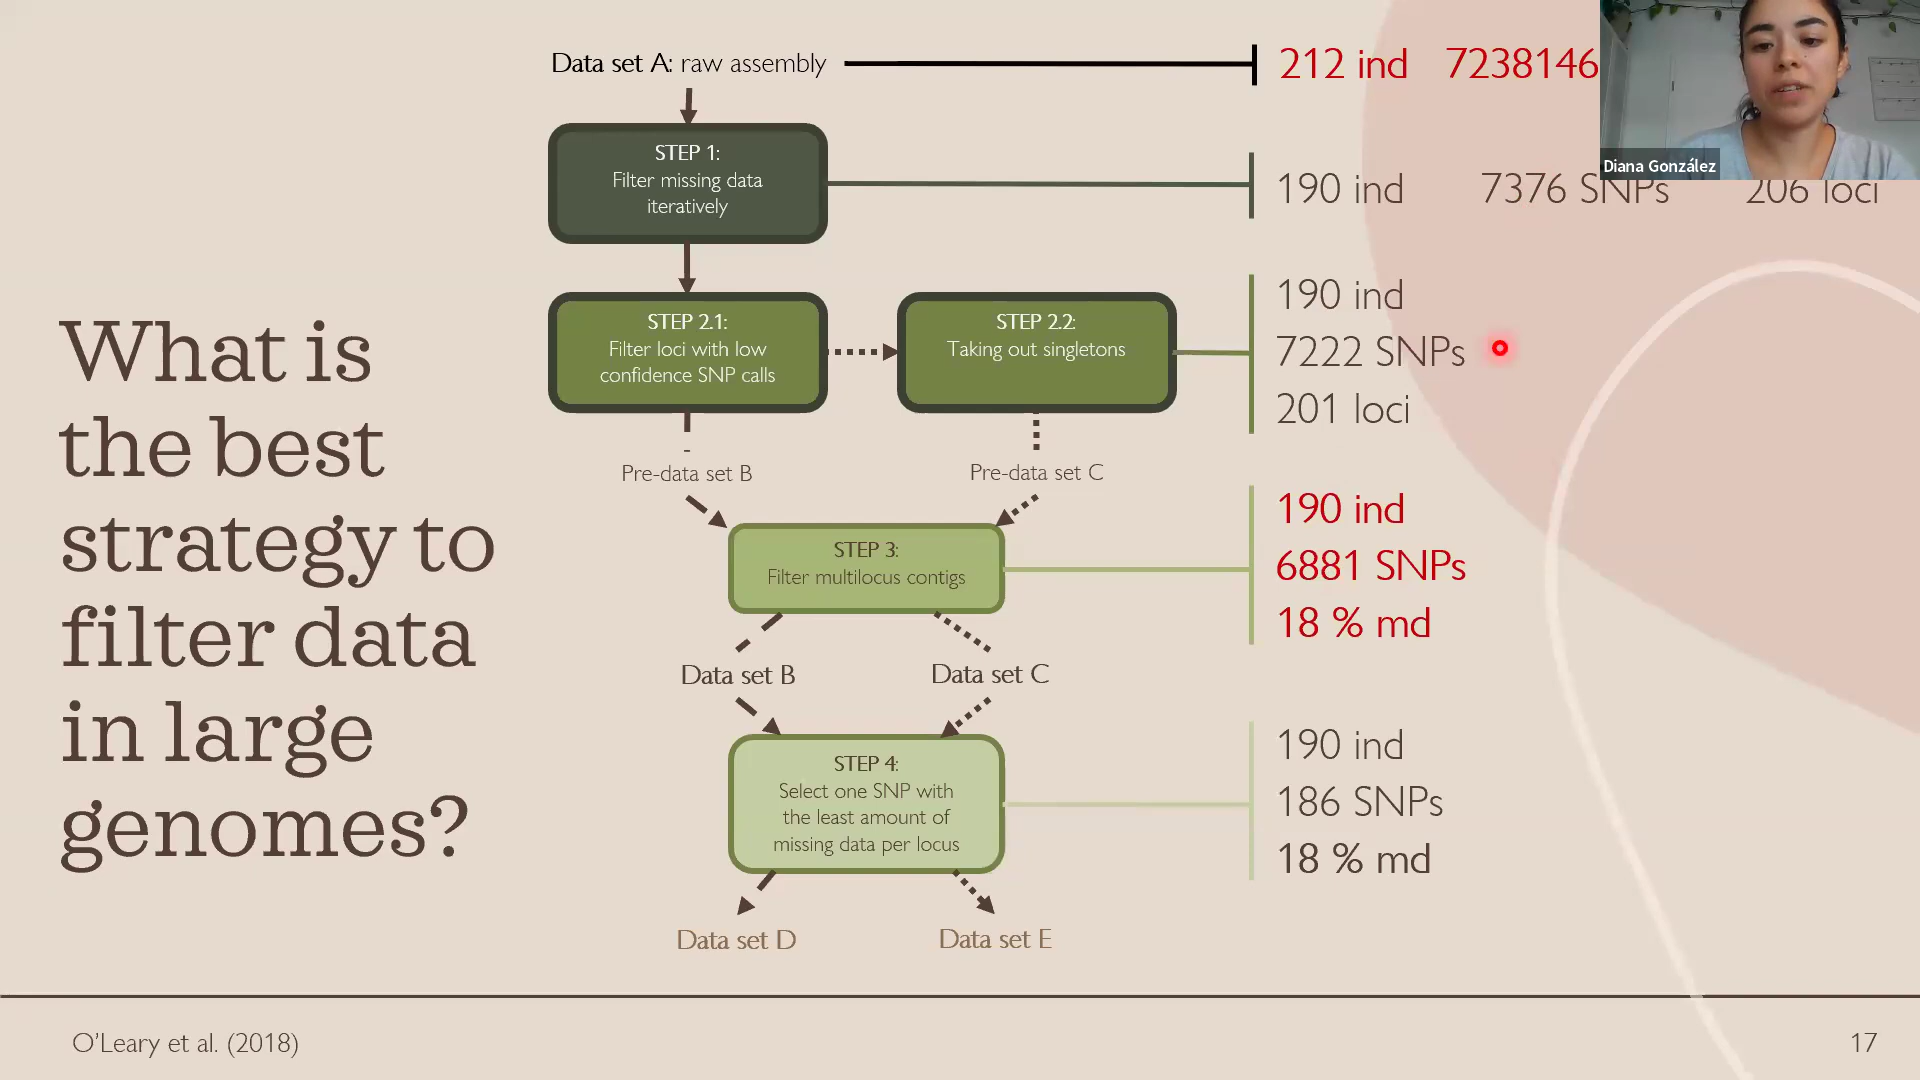 Data set A: raw assembly
212 ind 7238146
Diana González
STEP 1:
Filter missing data
iteratively
190 ind 7376 SNPs 206 loci
STEP 2.1:
Filter loci with low
confidence SNP calls
STEP 2.2:
Taking out singletons
190 ind
7222 SNPs
201 loci
What is
the best
strategy to
filter data
in large
genomes?
Pre-data set B
Pre-data set C
STEP 3:
Filter multilocus contigs
190 ind
6881 SNPs
18 % md
Data set B
Data set C
STEP 4:
Select one SNP with
the least amount of
missing data per locus
190 ind
186 SNPs
18 % md
Data set D
Data set E
O'Leary et al. (2018)
17